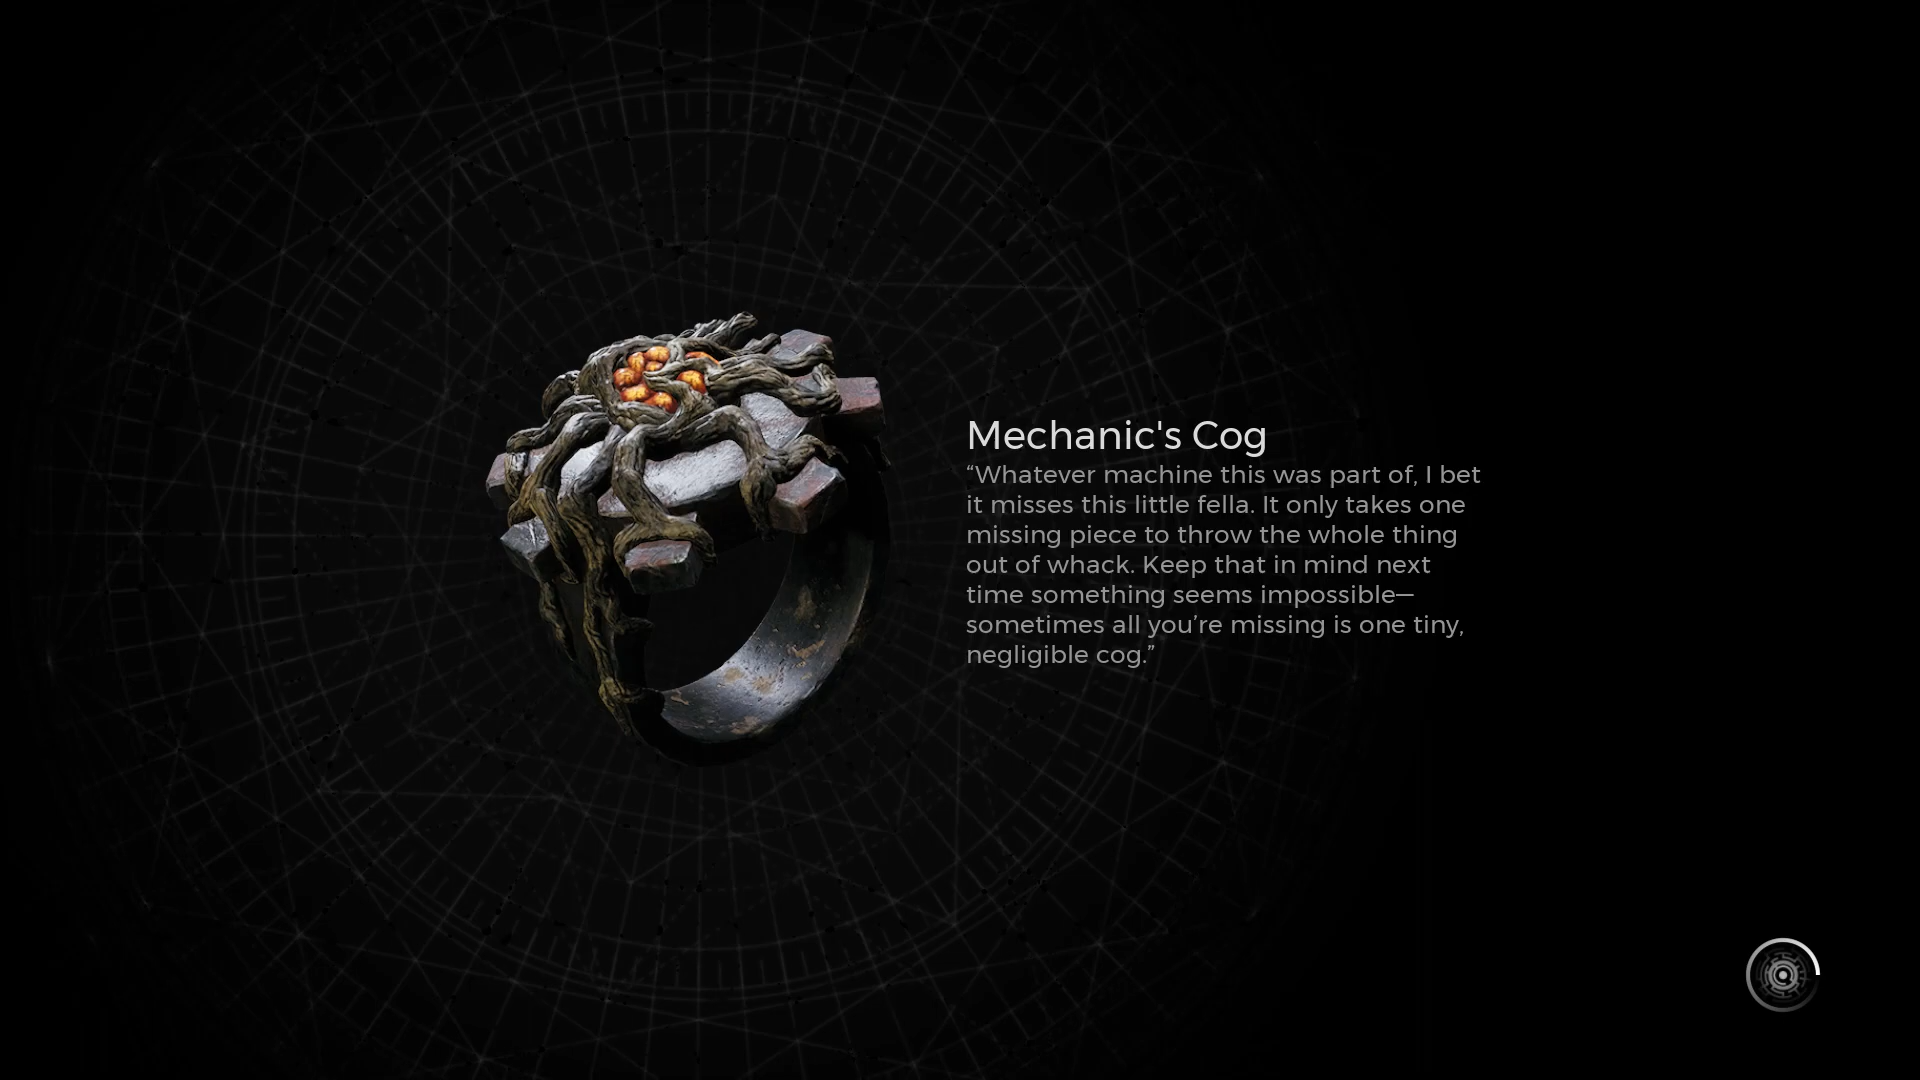 Mechanic's Cog
“Whatever machine this was part of, I bet
it misses this little fella. It only takes one
missing piece to throw the whole thing
out of whack. Keep that in mind next
time something seems impossible—
sometimes all you’re missing is one tiny,
negligible cog.”